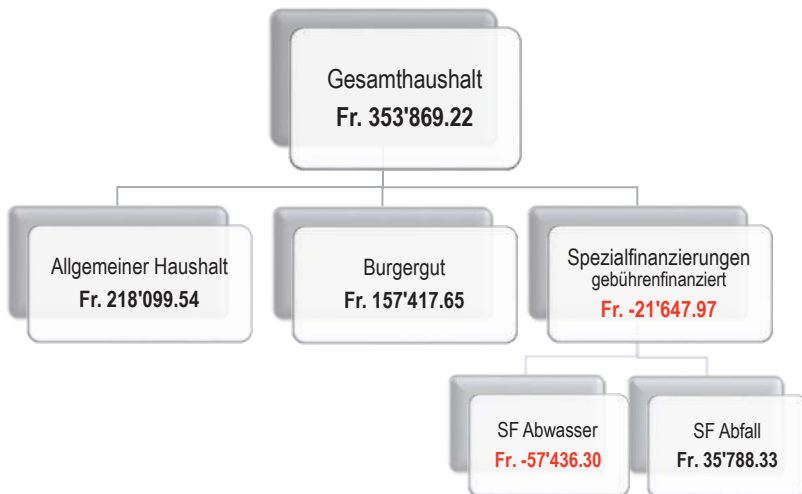 Gesamthaushalt
Fr. 353'869.22
Allgemeiner Haushalt
Fr. 218'099.54
Burgergut
Fr. 157'417.65
Spezialfinanzierungen
gebührenfinanziert
Fr. -21'647.97
SF Abwasser
Fr. -57'436.30
SF Abfall
Fr. 35'788.33